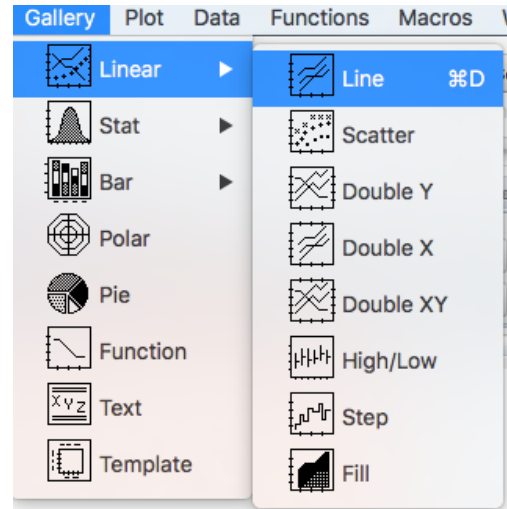 Gallery Plot Data Functions Macros
Linear
Stat
Bar
Polar
Pie
Function
XYZ Text
Template
Line ⌘D
Scatter
Double Y
Double X
Double XY
High/Low
Step
Fill